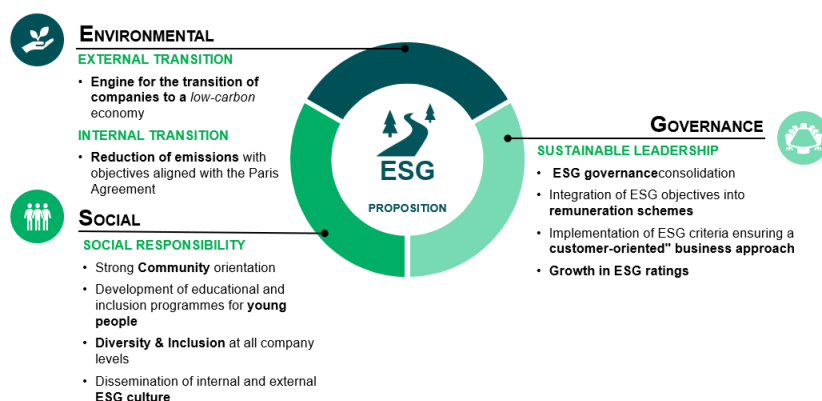 ENVIRONMENTAL
EXTERNAL TRANSITION
• Engine for the transition of
companies to a low-carbon
economy
INTERNAL TRANSITION
• Reduction of emissions with
objectives aligned with the Paris
Agreement
SOCIAL
SOCIAL RESPONSIBILITY
• Strong Community orientation
• Development of educational and
inclusion programmes for young
people
• Diversity & Inclusion at all company
levels
• Dissemination of internal and external
ESG culture
ESG
PROPOSITION
GOVERNANCE
SUSTAINABLE LEADERSHIP
• ESG governanceconsolidation
• Integration of ESG objectives into
remuneration schemes
• Implementation of ESG criteria ensuring a
customer-oriented" business approach
• Growth in ESG ratings